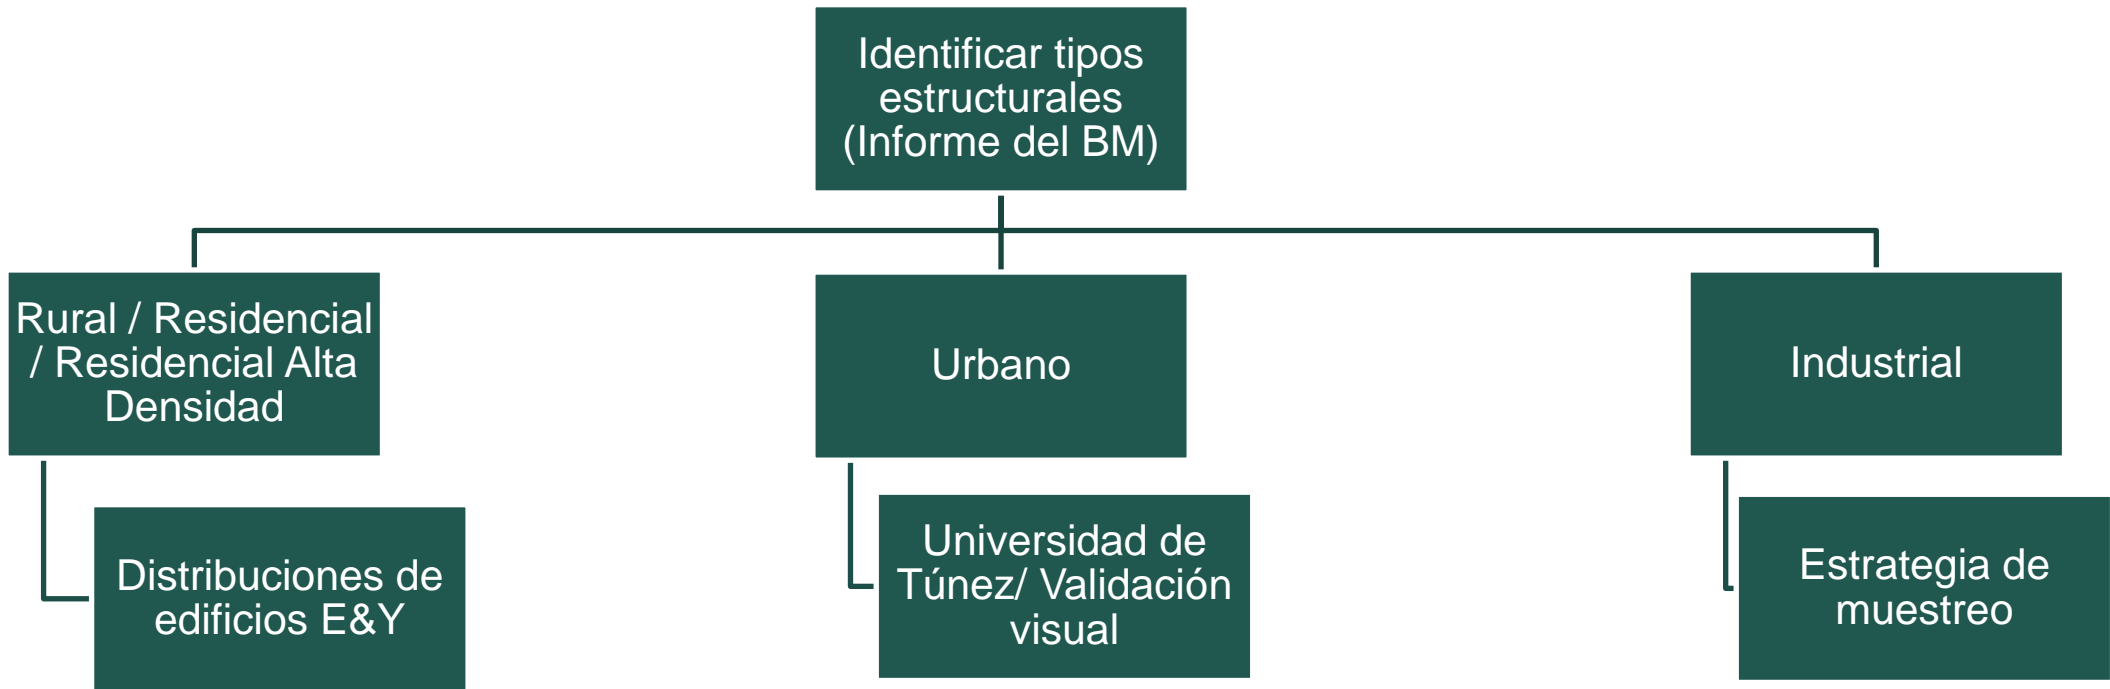 Identificar tipos
estructurales
(Informe del BM)
Rural / Residencial
/ Residencial Alta
Densidad
Urbano
Industrial
Distribuciones de
edificios E&Y
Universidad de
Túnez/ Validación
visual
Estrategia de
muestreo